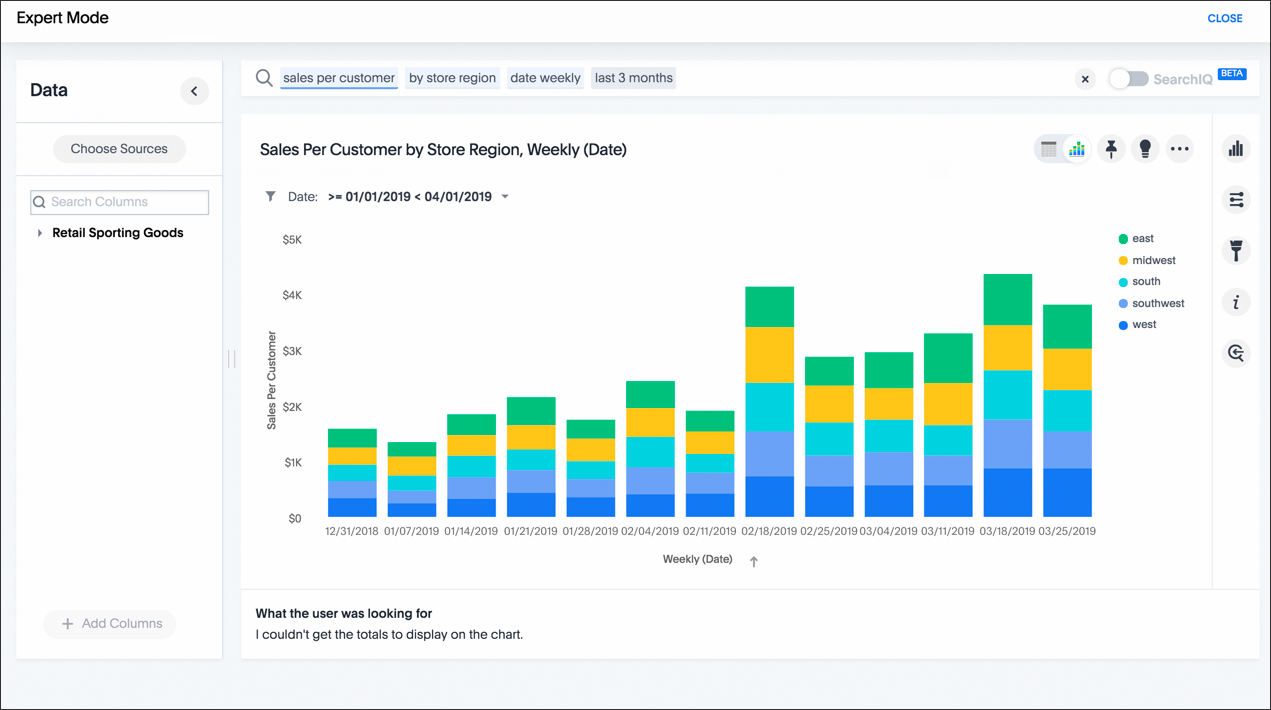 Expert Mode
CLOSE
Data
Choose Sources
Search Columns
Retail Sporting Goods
+ Add Columns
sales per customer by store region date weekly last 3 months
SearchIQ BETA
Sales Per Customer by Store Region, Weekly (Date)
Date: >= 01/01/2019 < 04/01/2019
$5K
$4K
$3K
$2K
$1K
$0
Sales Per Customer
12/31/2018 01/07/2019 01/14/2019 01/21/2019 01/28/2019 02/04/2019 02/11/2019 02/18/2019 02/25/2019 03/04/2019 03/11/2019 03/18/2019 03/25/2019
Weekly (Date)
east
midwest
south
southwest
west
What the user was looking for
I couldn't get the totals to display on the chart.